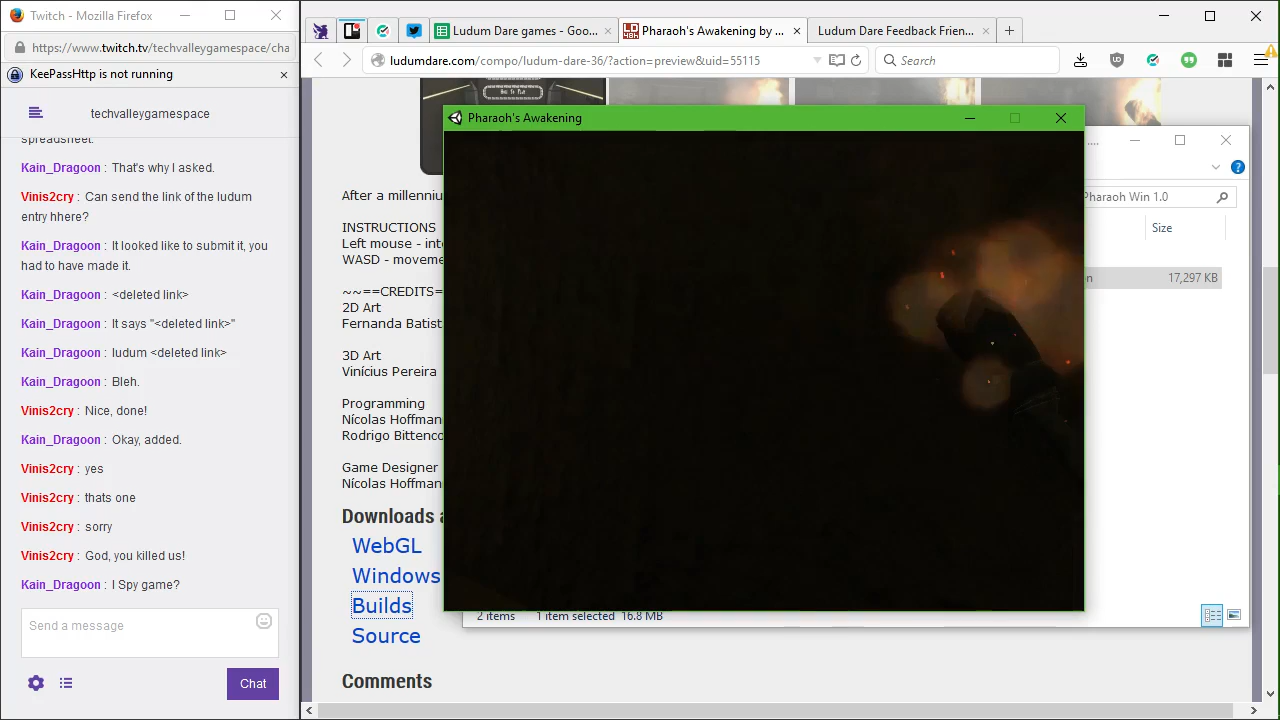 Twitch - Mozilla Firefox
https://www.twitch.tv/techvalleygamespace/cha
KeePassHttp is not running
techvalleygamespace
spreadsheet.
Kain_Dragoon : That's why I asked.
Vinis2cry : Can send the link of the ludum
entry hhere?
Kain_Dragoon : It looked like to submit it, you
had to have made it.
Kain_Dragoon : <deleted link>
Kain_Dragoon : It says "<deleted link>"
Kain_Dragoon : ludum <deleted link>
Kain_Dragoon : Bleh.
Vinis2cry : Nice, done!
Kain_Dragoon : Okay, added.
Vinis2cry : yes
Vinis2cry : thats one
Vinis2cry : sorry
Vinis2cry : God, you killed us!
Kain_Dragoon : I Spy game?
Send a message
Chat
Ludum Dare games - Goo...
Pharaoh's Awakening by ...
Ludum Dare Feedback Frien...
ludumdare.com/compo/ludum-dare-36/?action=preview&uid=55115
Search
Pharaoh's Awakening
After a millenniu
INSTRUCTIONS
Left mouse - int
WASD - moveme
~~==CREDITS=
2D Art
Fernanda Batist
3D Art
Vinícius Pereira
Programming
Nícolas Hoffman
Rodrigo Bittenco
Game Designer
Nícolas Hoffman
Downloads a
WebGL
Windows
Builds
Source
Comments
....
Pharaoh Win 1.0
Size
n
17,297 KB
2 items
1 item selected 16.8 MB